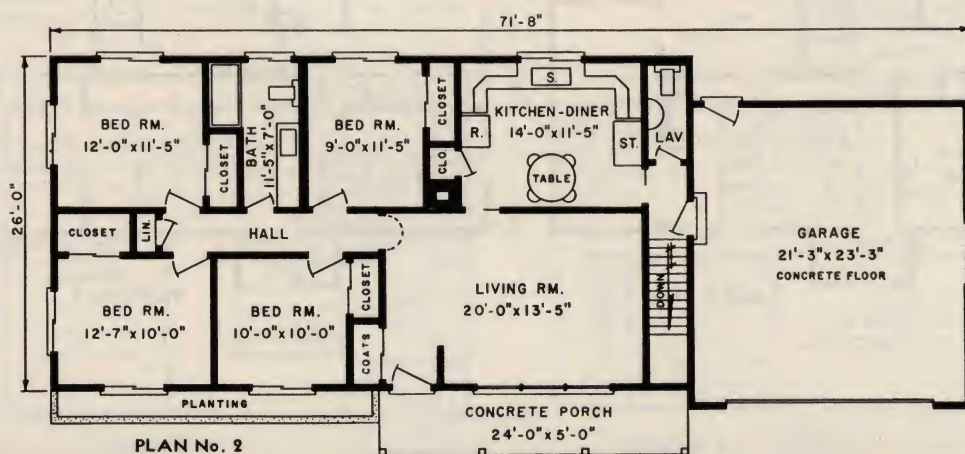 71'-8"
26'-0"
BED RM.
12'-0" x 11'-5"
CLOSET
BATH
11'-5" x 7'-0"
BED RM.
9'-0" x 11'-5"
CLOSET
CLO.
S.
R.
KITCHEN-DINER
14'-0" x 11'-5"
ST.
TABLE
LAV.
CLOSET
LIN.
HALL
BED RM.
12'-7" x 10'-0"
BED RM.
10'-0" x 10'-0"
CLOSET
COATS
LIVING RM.
20'-0" x 13'-5"
DOWN
GARAGE
21'-3" x 23'-3"
CONCRETE FLOOR
PLANTING
CONCRETE PORCH
24'-0" x 5'-0"
PLAN No. 2